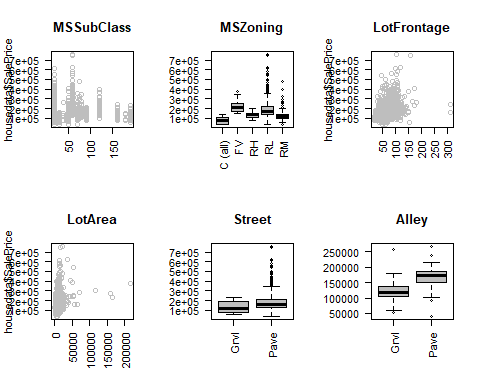 MSSubClass
MSZoning
LotFrontage
housedata$SalePrice
7e+05
6e+05
5e+05
4e+05
3e+05
2e+05
1e+05
50
100
150
7e+05
6e+05
5e+05
4e+05
3e+05
2e+05
1e+05
C (all)
FV
RH
RL
RM
housedata$SalePrice
7e+05
6e+05
5e+05
4e+05
3e+05
2e+05
1e+05
50
100
150
200
250
300
LotArea
Street
Alley
housedata$SalePrice
7e+05
6e+05
5e+05
4e+05
3e+05
2e+05
1e+05
0
50000
100000
150000
200000
7e+05
6e+05
5e+05
4e+05
3e+05
2e+05
1e+05
Grvl
Pave
250000
200000
150000
100000
50000
Grvl
Pave